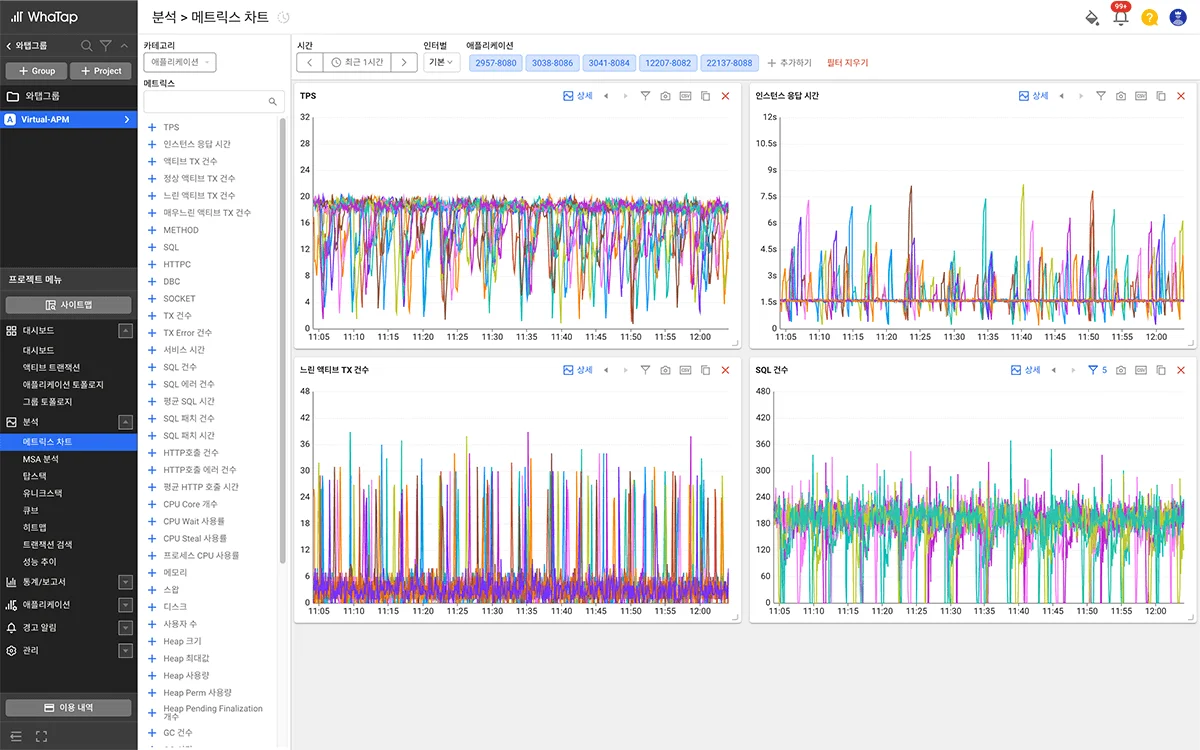 WhaTap
와탭그룹
+ Group
+ Project
와탭그룹
A Virtual-APM
프로젝트 메뉴
사이트맵
대시보드
대시보드
액티브 트랜잭션
애플리케이션 토폴로지
그룹 토폴로지
분석
메트릭스 차트
MSA 분석
탑스택
유니크스택
큐브
히트맵
트랜잭션 검색
성능 추이
통계/보고서
애플리케이션
경고 알림
관리
이용 내역
분석 > 메트릭스 차트
99+
?
카테고리
애플리케이션
메트릭스
TPS
인스턴스 응답 시간
액티브 TX 건수
정상 액티브 TX 건수
느린 액티브 TX 건수
매우느린 액티브 TX 건수
METHOD
SQL
HTTPC
DBC
SOCKET
TX 건수
TX Error 건수
서비스 시간
SQL 건수
SQL 에러 건수
평균 SQL 시간
SQL 패치 건수
SQL 패치 시간
HTTP호출 건수
HTTP호출 에러 건수
평균 HTTP 호출 시간
CPU Core 개수
CPU Wait 사용률
CPU Steal 사용률
프로세스 CPU 사용률
메모리
스왑
디스크
사용자 수
Heap 크기
Heap 최대값
Heap 사용량
Heap Perm 사용량
Heap Pending Finalization
개수
GC 건수
시간
인터벌
애플리케이션
최근 1시간
기본
2957-8080
3038-8086
3041-8084
12207-8082
22137-8088
+ 추가하기
필터 지우기
TPS
상세
CSV
32
28
24
20
16
12
8
4
0
11:05 11:10 11:15 11:20 11:25 11:30 11:35 11:40 11:45 11:50 11:55 12:00
인스턴스 응답 시간
상세
CSV
12s
10.5s
9s
7.5s
6s
4.5s
3s
1.5s
0
11:05 11:10 11:15 11:20 11:25 11:30 11:35 11:40 11:45 11:50 11:55 12:00
느린 액티브 TX 건수
상세
CSV
48
42
36
30
24
18
12
6
0
11:05 11:10 11:15 11:20 11:25 11:30 11:35 11:40 11:45 11:50 11:55 12:00
SQL 건수
상세
5
CSV
480
420
360
300
240
180
120
60
0
11:05 11:10 11:15 11:20 11:25 11:30 11:35 11:40 11:45 11:50 11:55 12:00